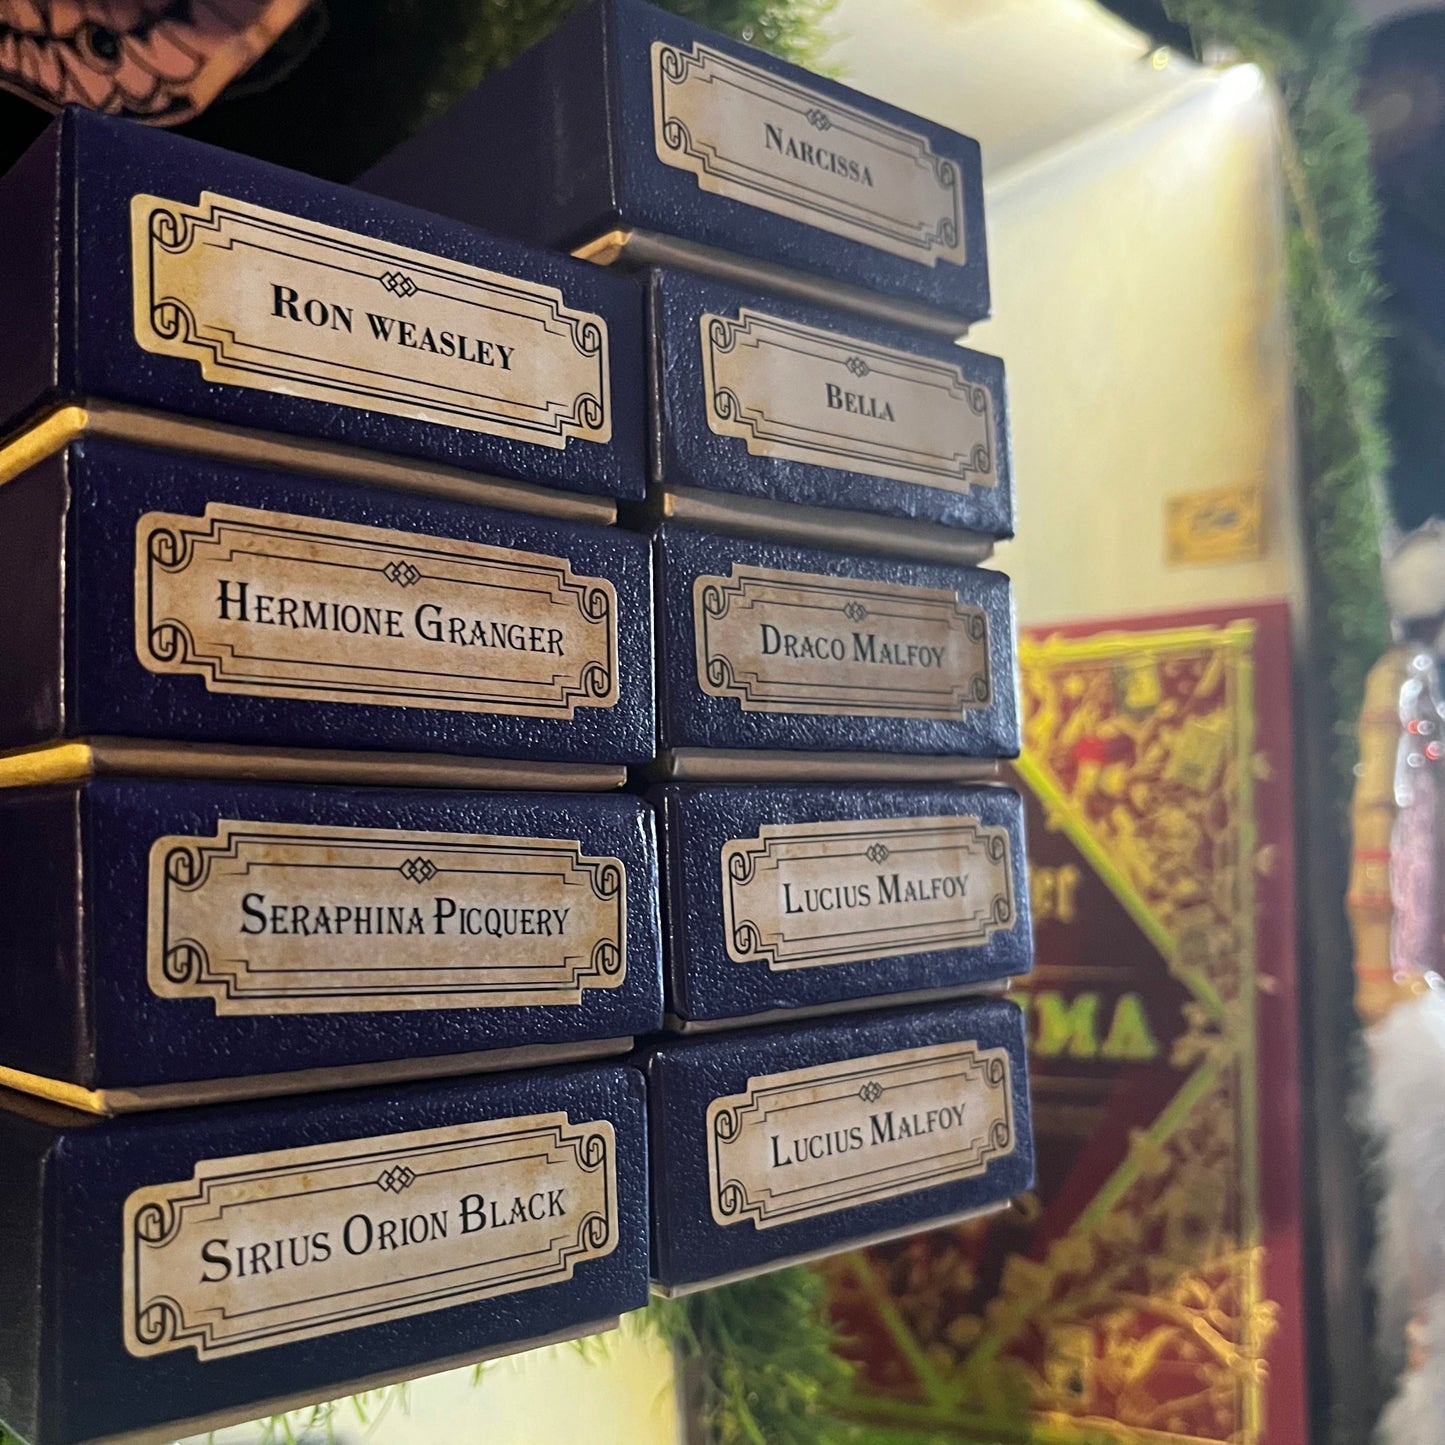 Ron weasley
Hermione Granger
Seraphina Picquery
Sirius Orion Black
Narcissa
Bella
Draco Malfoy
Lucius Malfoy
Lucius Malfoy